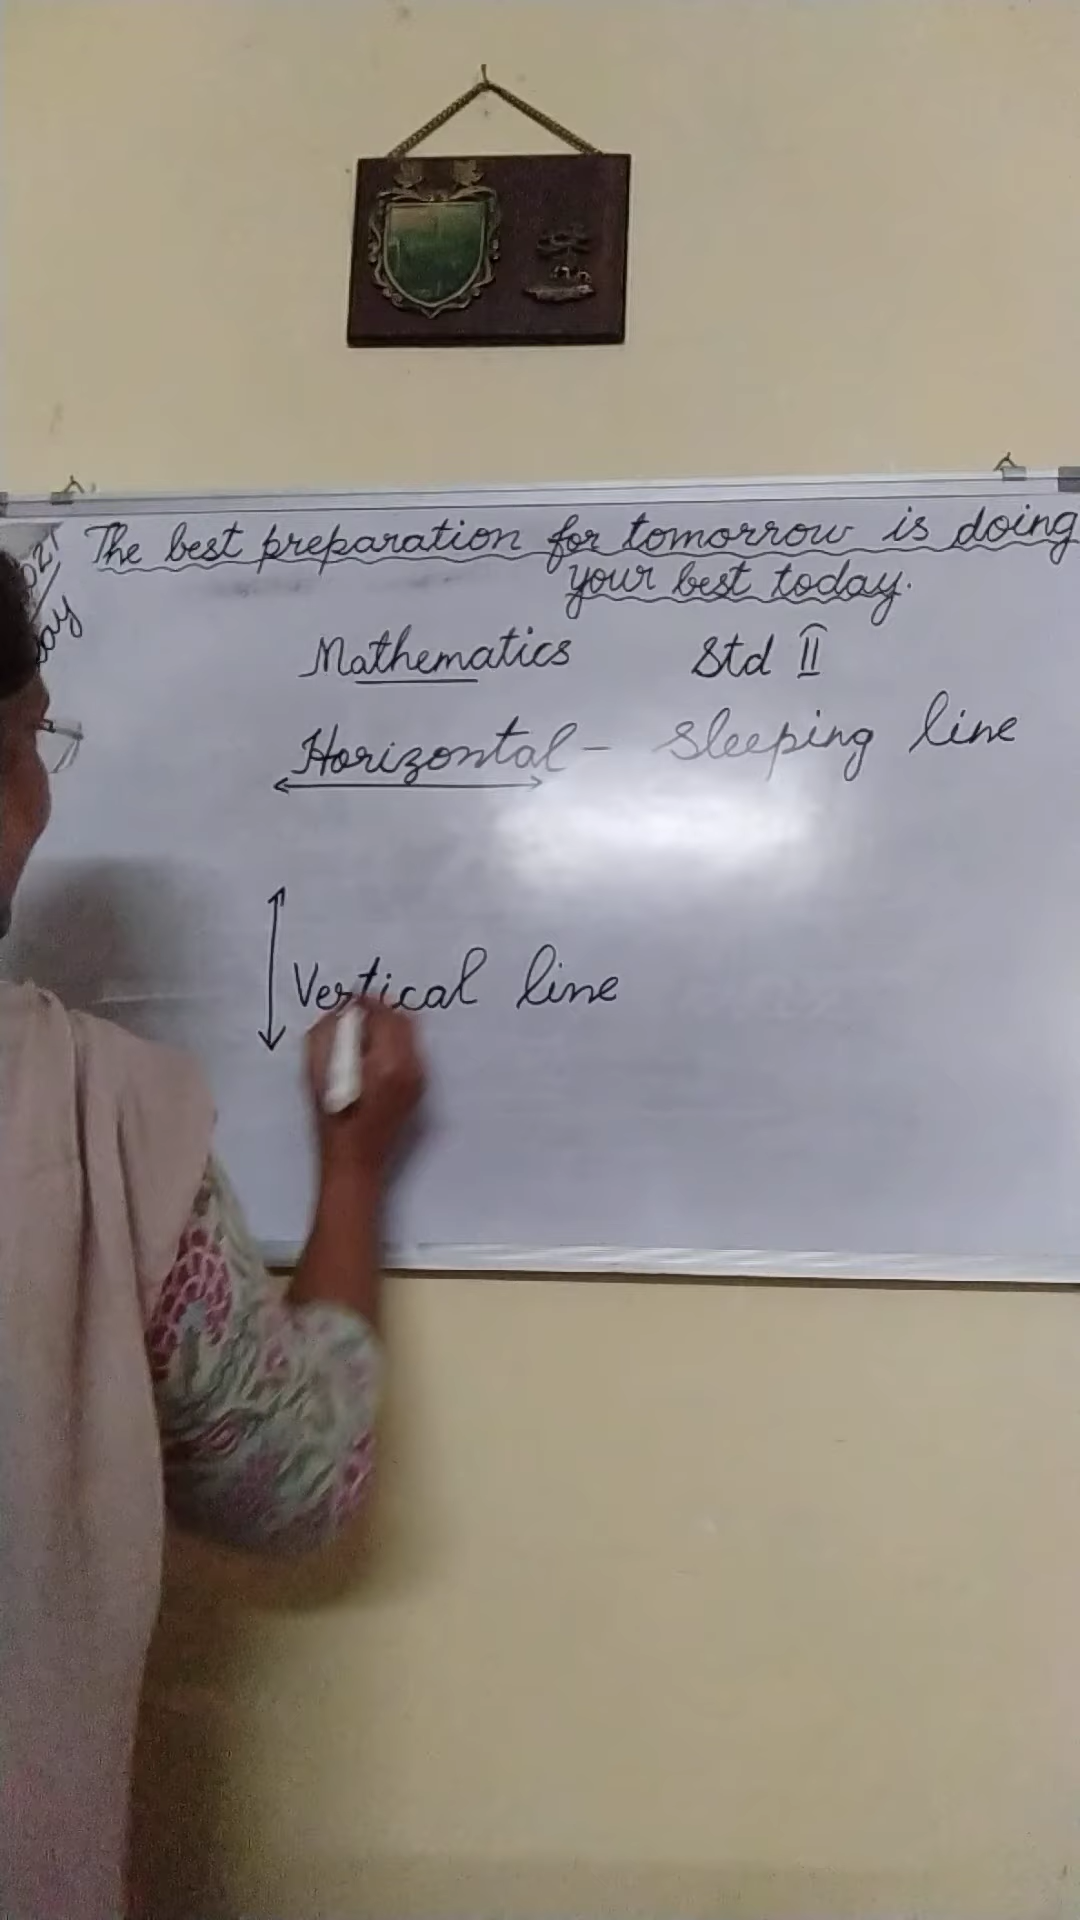 The best preparation for tomorrow is doing
your best today.
Mathematics Std II
Horizontal - sleeping line
Vertical line